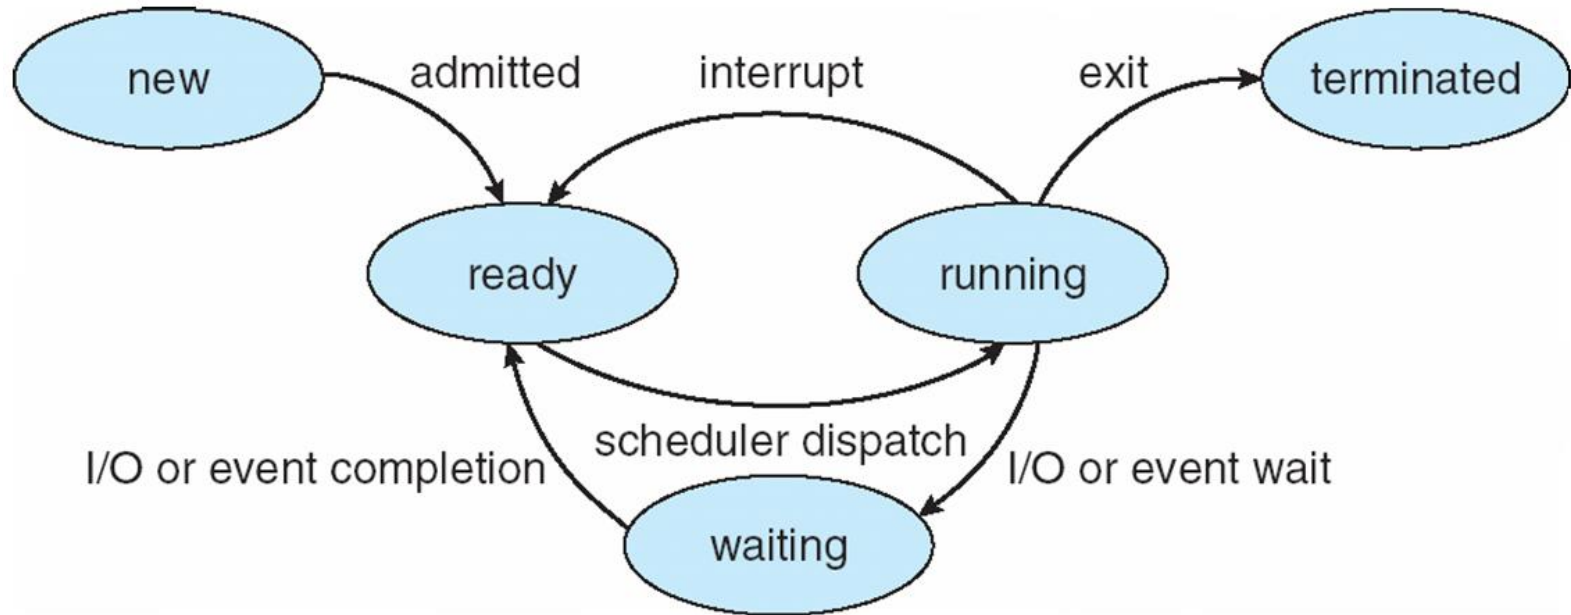 new
admitted
interrupt
exit
terminated
ready
running
scheduler dispatch
I/O or event completion
I/O or event wait
waiting